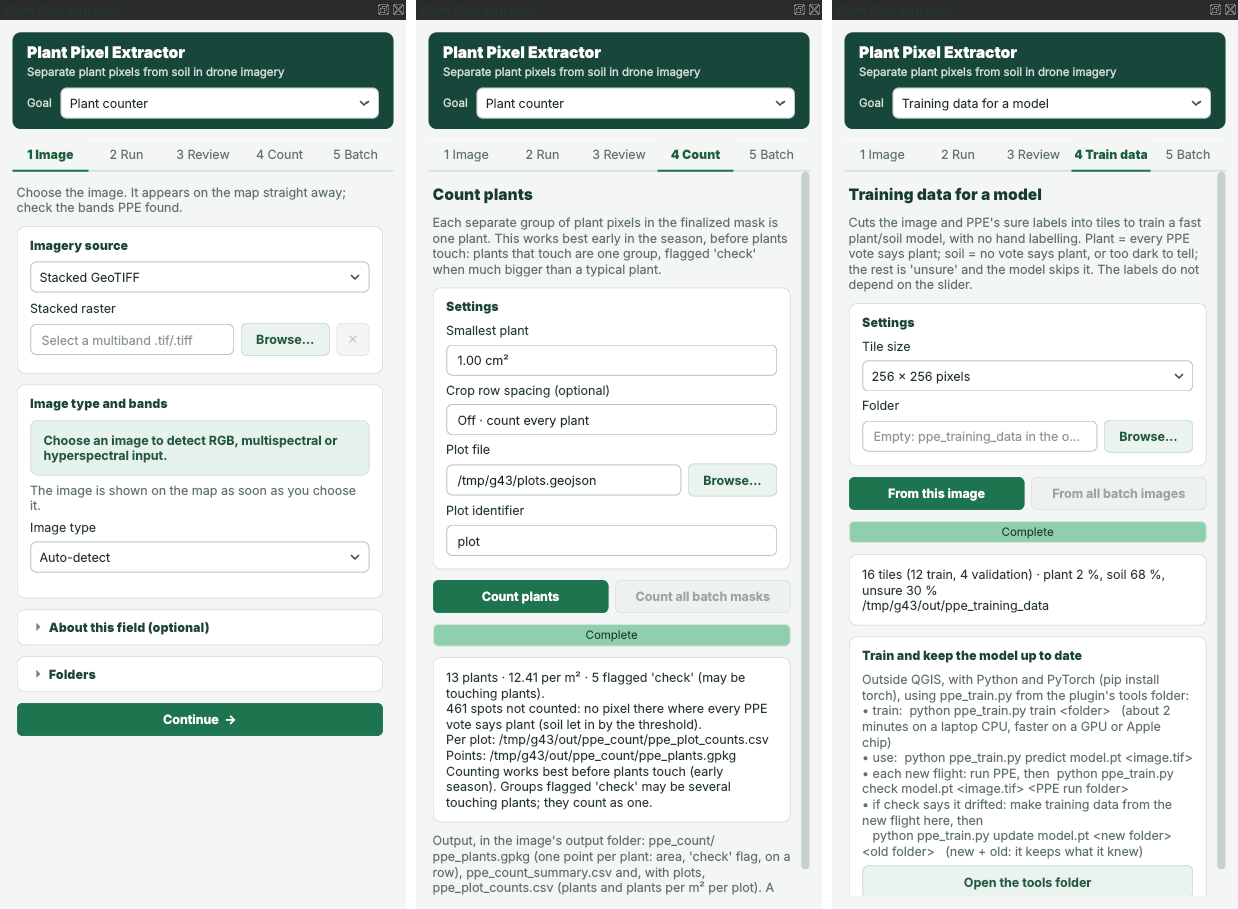 Plant Pixel Extractor
Plant Pixel Extractor
Separate plant pixels from soil in drone imagery
Goal
Plant counter
1 Image
2 Run
3 Review
4 Count
5 Batch
Choose the image. It appears on the map straight away;
check the bands PPE found.
Imagery source
Stacked GeoTIFF
Stacked raster
Select a multiband .tif/.tiff
Browse...
Image type and bands
Choose an image to detect RGB, multispectral or
hyperspectral input.
The image is shown on the map as soon as you choose
it.
Image type
Auto-detect
About this field (optional)
Folders
Continue →
Plant Pixel Extractor
Plant Pixel Extractor
Separate plant pixels from soil in drone imagery
Goal
Plant counter
1 Image
2 Run
3 Review
4 Count
5 Batch
Count plants
Each separate group of plant pixels in the finalized mask is
one plant. This works best early in the season, before plants
touch: plants that touch are one group, flagged 'check'
when much bigger than a typical plant.
Settings
Smallest plant
1.00 cm²
Crop row spacing (optional)
Off · count every plant
Plot file
/tmp/g43/plots.geojson
Browse...
Plot identifier
plot
Count plants
Count all batch masks
Complete
13 plants · 12.41 per m² · 5 flagged 'check' (may be
touching plants).
461 spots not counted: no pixel there where every PPE
vote says plant (soil let in by the threshold).
Per plot: /tmp/g43/out/ppe_count/ppe_plot_counts.csv
Points: /tmp/g43/out/ppe_count/ppe_plants.gpkg
Counting works best before plants touch (early
season). Groups flagged 'check' may be several
touching plants; they count as one.
Output, in the image's output folder: ppe_count/
ppe_plants.gpkg (one point per plant: area, 'check' flag, on a
row), ppe_count_summary.csv and, with plots,
ppe_plot_counts.csv (plants and plants per m² per plot). A
Plant Pixel Extractor
Plant Pixel Extractor
Separate plant pixels from soil in drone imagery
Goal
Training data for a model
1 Image
2 Run
3 Review
4 Train data
5 Batch
Training data for a model
Cuts the image and PPE's sure labels into tiles to train a fast
plant/soil model, with no hand labelling. Plant = every PPE
vote says plant; soil = no vote says plant, or too dark to tell;
the rest is 'unsure' and the model skips it. The labels do not
depend on the slider.
Settings
Tile size
256 × 256 pixels
Folder
Empty: ppe_training_data in the o...
Browse...
From this image
From all batch images
Complete
16 tiles (12 train, 4 validation) · plant 2 %, soil 68 %,
unsure 30 %
/tmp/g43/out/ppe_training_data
Train and keep the model up to date
Outside QGIS, with Python and PyTorch (pip install
torch), using ppe_train.py from the plugin's tools folder:
• train:  python ppe_train.py train <folder>   (about 2
minutes on a laptop CPU, faster on a GPU or Apple
chip)
• use:  python ppe_train.py predict model.pt <image.tif>
• each new flight: run PPE, then  python ppe_train.py
check model.pt <image.tif> <PPE run folder>
• if check says it drifted: make training data from the
new flight here, then
python ppe_train.py update model.pt <new folder>
<old folder>   (new + old: it keeps what it knew)
Open the tools folder